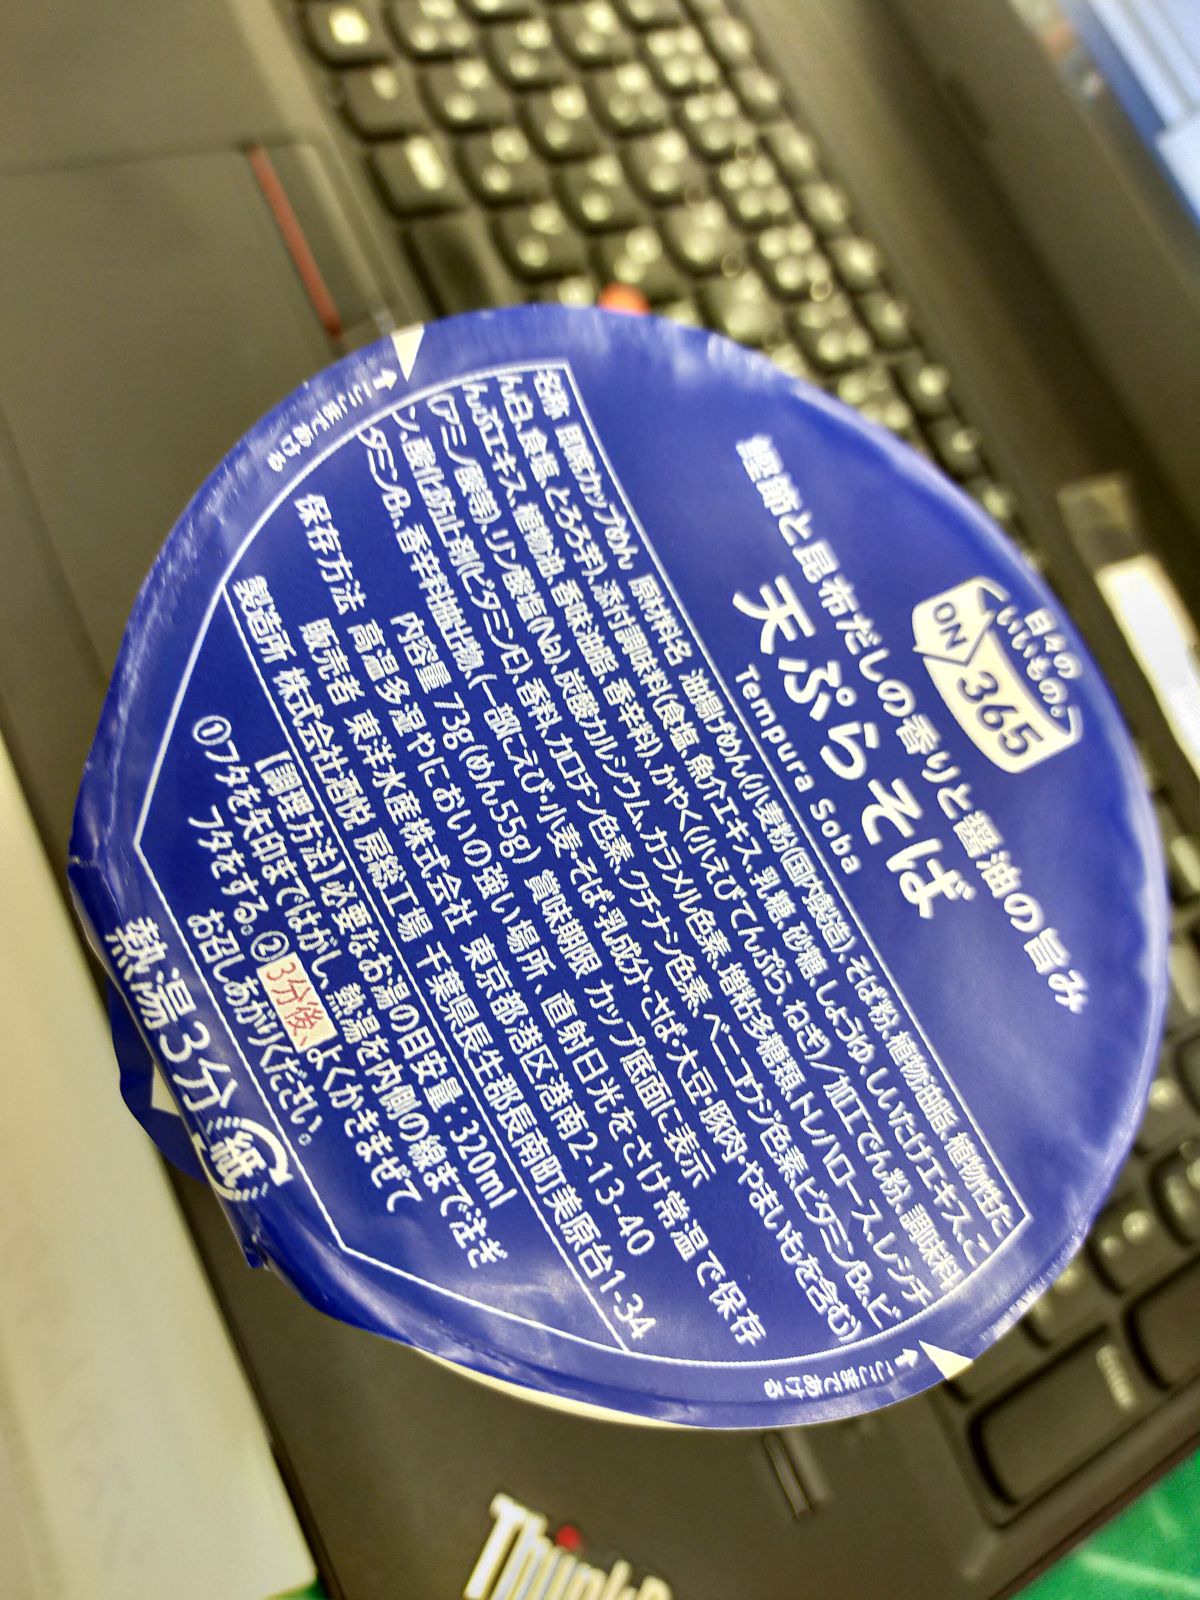 日々の
いいもの。
ON 365
鰹節と昆布だしの香りと醤油の旨み
天ぷらそば
Tempura Soba
名称 即席カップめん 原材料名 油揚げめん(小麦粉(国内製造)、そば粉、植物油脂、植物性た
ん白、食塩、とろろ芋)、添付調味料(食塩、魚介エキス、乳糖、砂糖、しょうゆ、しいたけエキス、こ
んぶエキス、植物油、香味油脂、香辛料)、かやく(小えびてんぷら、ねぎ)/加工でん粉、調味料
(アミノ酸等)、リン酸塩(Na)、炭酸カルシウム、カラメル色素、増粘多糖類、トレハロース、レシチ
ン、酸化防止剤(ビタミンE)、香料、カロチン色素、クチナシ色素、ベニコウジ色素、ビタミンB₂、ビ
タミンB₁、香辛料抽出物、(一部にえび・小麦・そば・乳成分・さば・大豆・豚肉・やまいもを含む)
内容量 73g(めん55g) 賞味期限 カップ底面に表示
保存方法 高温多湿やにおいの強い場所、直射日光をさけ常温で保存
販売者 東洋水産株式会社 東京都港区港南2-13-40
製造所 株式会社酒悦 房総工場 千葉県長生郡長南町美原台1-34
【調理方法】必要なお湯の目安量:320ml
①フタを矢印まではがし、熱湯を内側の線まで注ぎ
フタをする。②3分後、よくかきまぜて
お召しあがりください。
熱湯3分
紙
ここまであける
ここまであける
Think